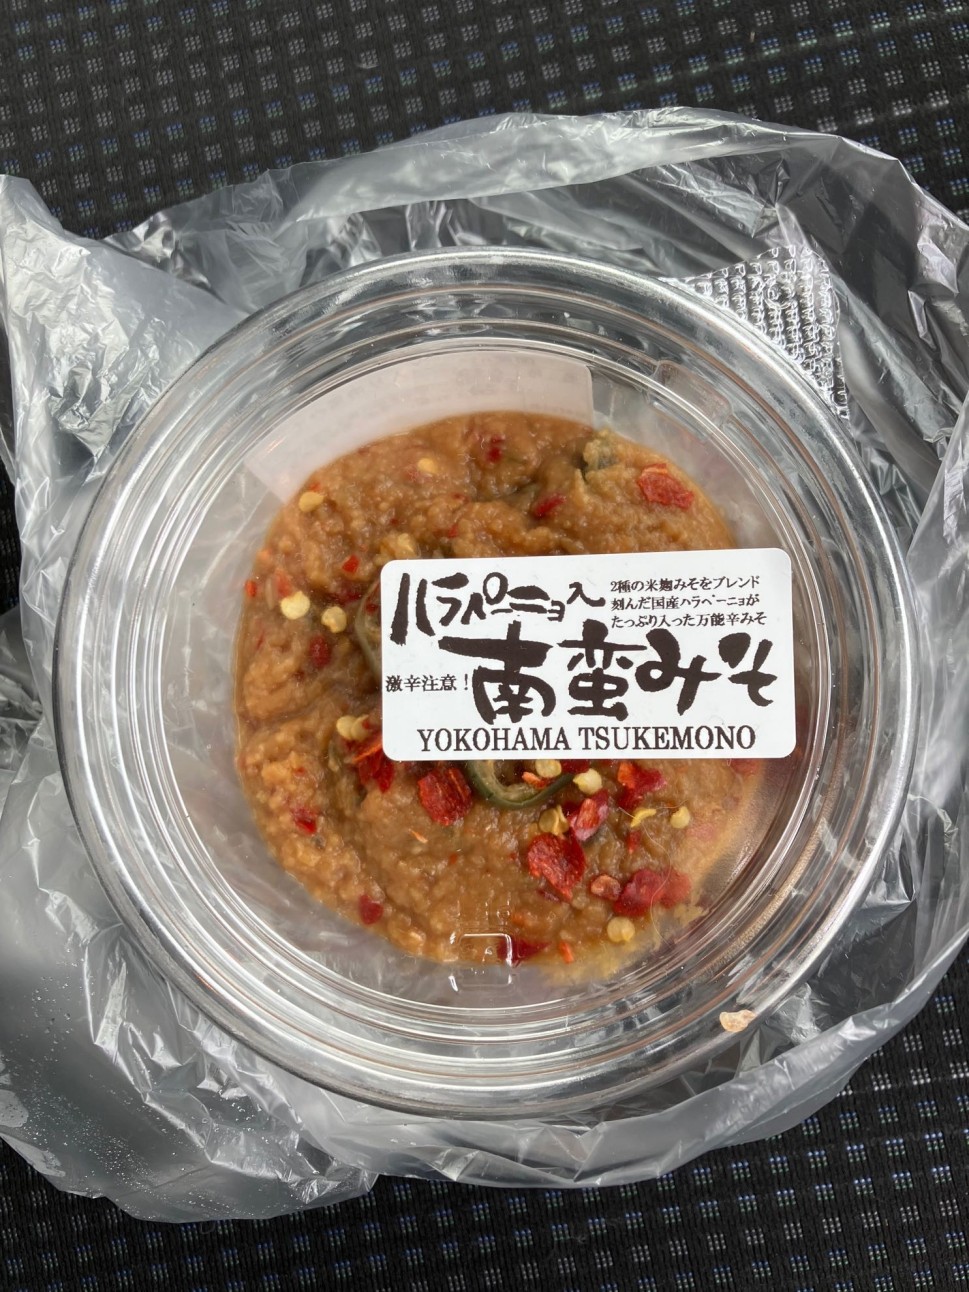 ハラペーニョ入
2種の米麹みそをブレンド
刻んだ国産ハラペーニョが
たっぷり入った万能辛みそ
激辛注意！
南蛮みそ
YOKOHAMA TSUKEMONO